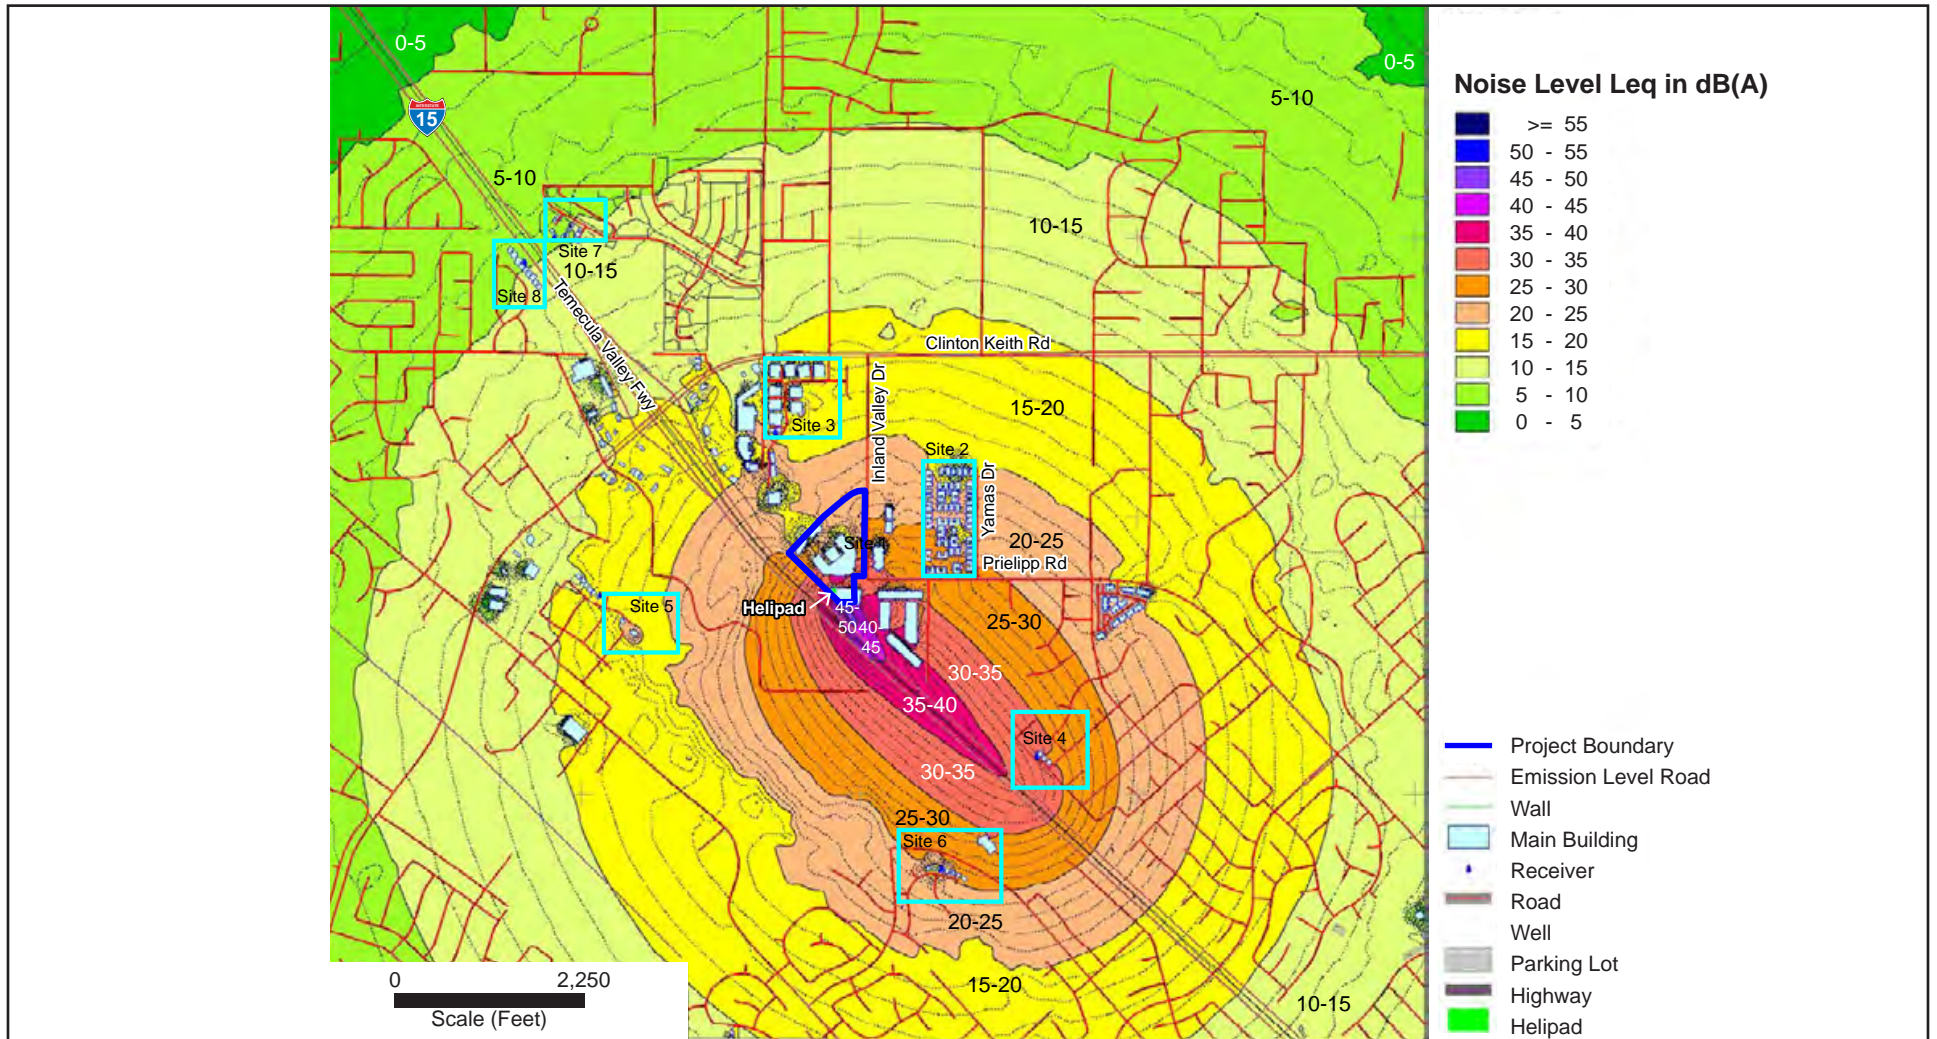 0-5
0-5
5-10
INTERSTATE
15
5-10
10-15
Site 7
10-15
Site 8
Temecula Valley Fwy
Clinton Keith Rd
Inland Valley Dr
15-20
Site 3
Site 2
Yamas Dr
20-25
Site 1
Prielipp Rd
Helipad
Site 5
45-
50
40-
45
25-30
30-35
35-40
Site 4
30-35
25-30
Site 6
20-25
15-20
10-15
0 2,250
Scale (Feet)
Noise Level Leq in dB(A)
>= 55
50 - 55
45 - 50
40 - 45
35 - 40
30 - 35
25 - 30
20 - 25
15 - 20
10 - 15
5 - 10
0 - 5
Project Boundary
Emission Level Road
Wall
Main Building
Receiver
Road
Well
Parking Lot
Highway
Helipad